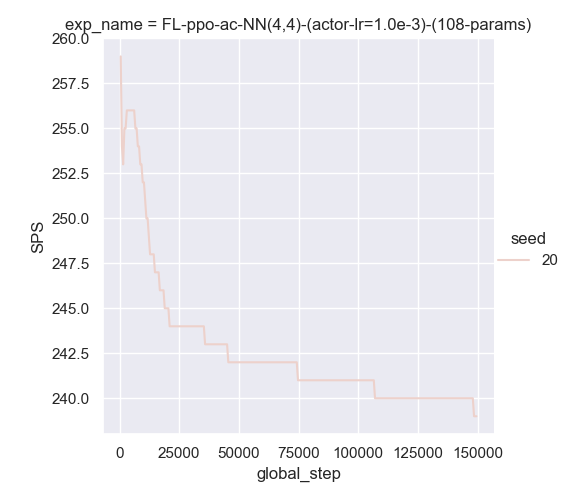 exp_name = FL-ppo-ac-NN(4,4)-(actor-lr=1.0e-3)-(108-params)
260.0
257.5
255.0
252.5
250.0
247.5
245.0
242.5
240.0
SPS
0 25000 50000 75000 100000 125000 150000
global_step
seed
20